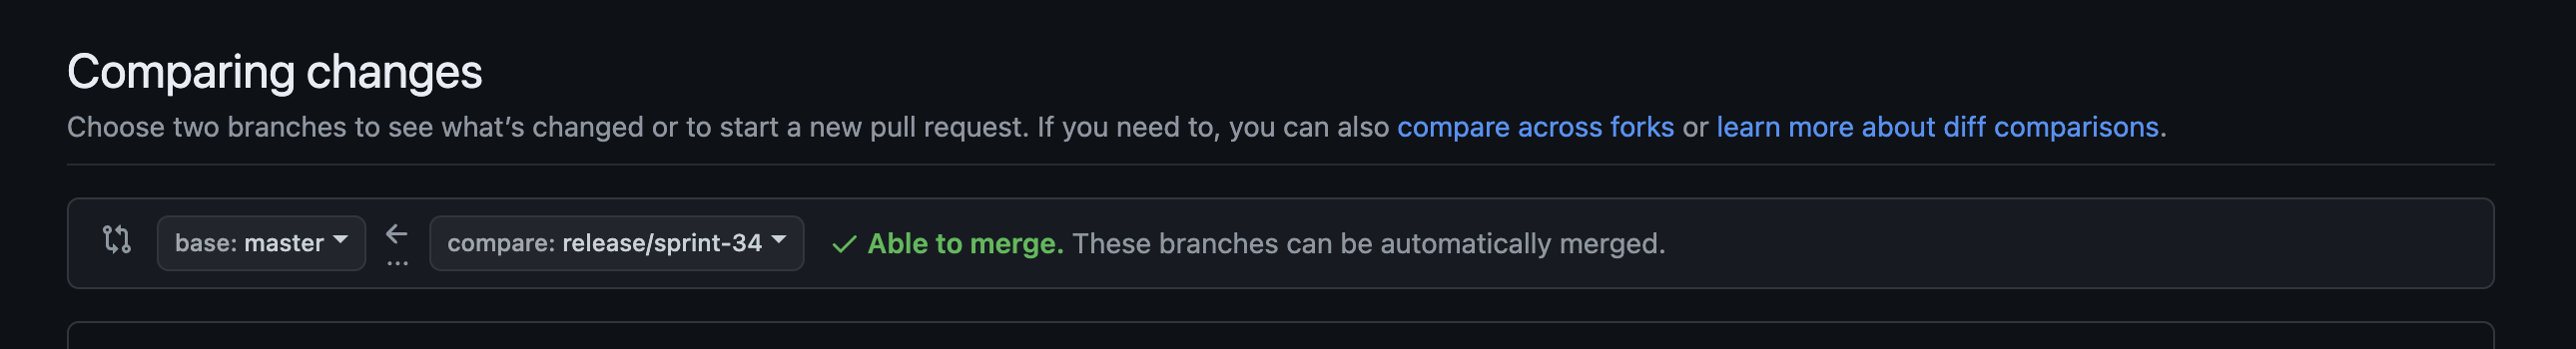 Comparing changes
Choose two branches to see what’s changed or to start a new pull request. If you need to, you can also compare across forks or learn more about diff comparisons.
base: master ← ... compare: release/sprint-34 ✓ Able to merge. These branches can be automatically merged.